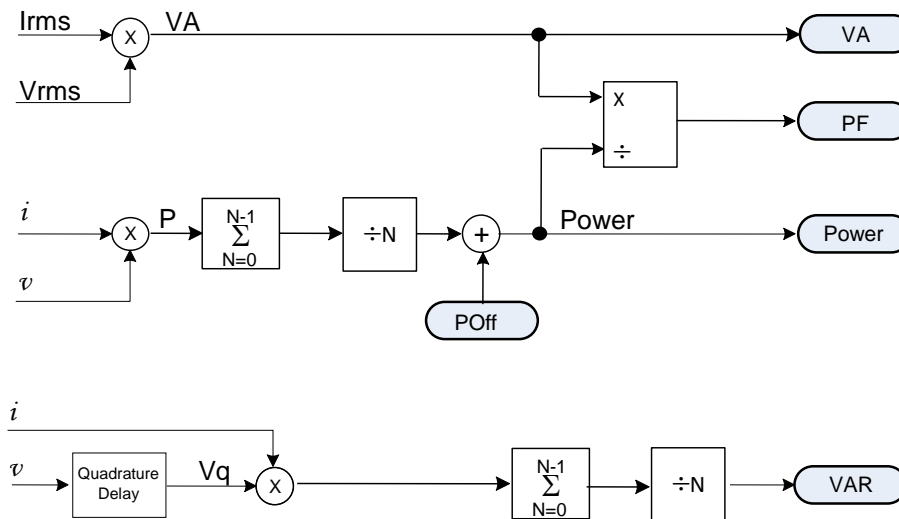 Irms
X
VA
VA
Vrms
X
÷
PF
i
X
P
N-1
Σ
N=0
÷N
+
Power
Power
v
POff
i
v
Quadrature
Delay
Vq
X
N-1
Σ
N=0
÷N
VAR